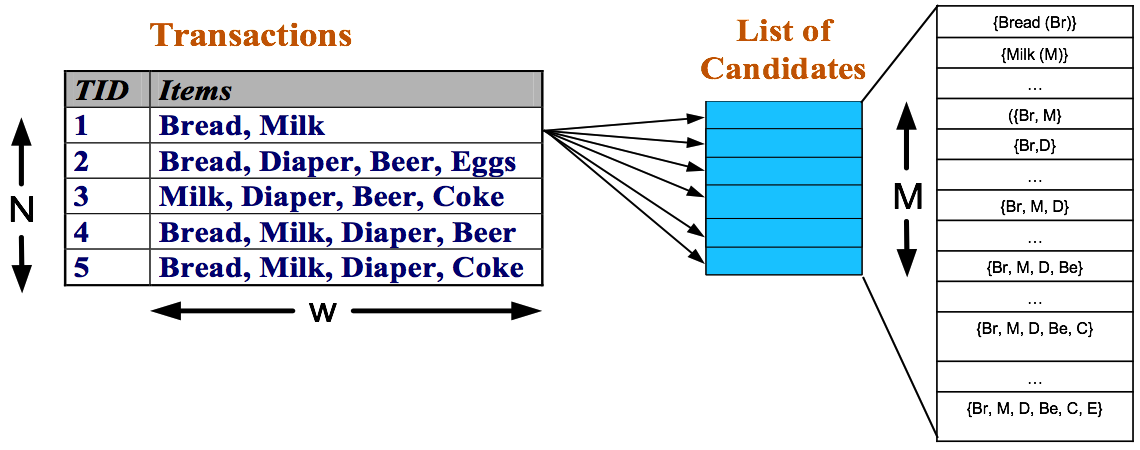 Transactions
TID Items
1 Bread, Milk
2 Bread, Diaper, Beer, Eggs
3 Milk, Diaper, Beer, Coke
4 Bread, Milk, Diaper, Beer
5 Bread, Milk, Diaper, Coke
N
w
List of
Candidates
M
{Bread (Br)}
{Milk (M)}
...
({Br, M}
{Br,D}
...
{Br, M, D}
...
{Br, M, D, Be}
...
{Br, M, D, Be, C}
...
{Br, M, D, Be, C, E}